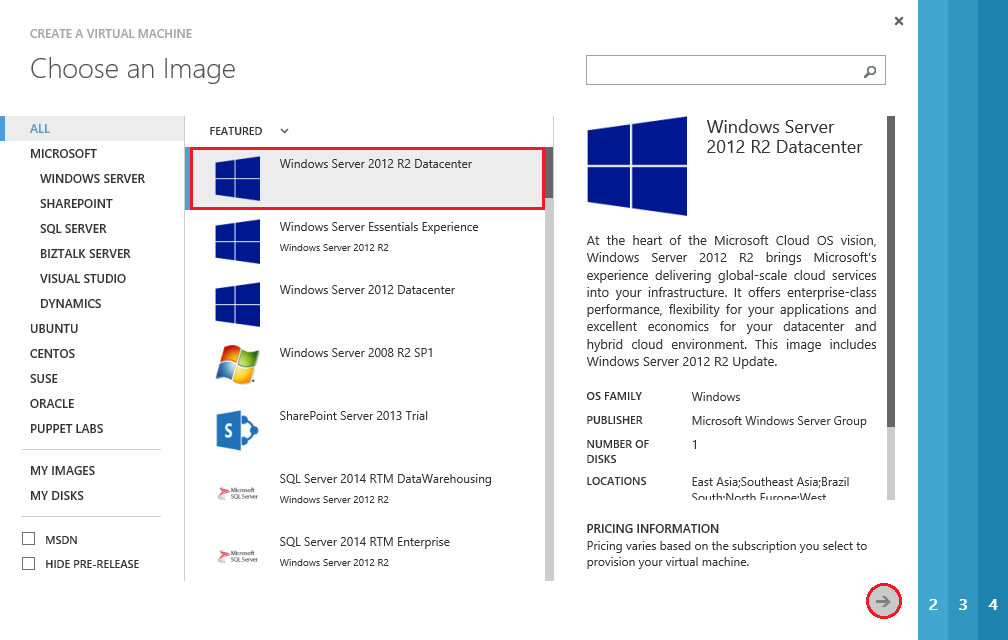 CREATE A VIRTUAL MACHINE
Choose an Image
ALL
MICROSOFT
WINDOWS SERVER
SHAREPOINT
SQL SERVER
BIZTALK SERVER
VISUAL STUDIO
DYNAMICS
UBUNTU
CENTOS
SUSE
ORACLE
PUPPET LABS
MY IMAGES
MY DISKS
MSDN
HIDE PRE-RELEASE
FEATURED
Windows Server 2012 R2 Datacenter
Windows Server Essentials Experience
Windows Server 2012 R2
Windows Server 2012 Datacenter
Windows Server 2008 R2 SP1
S
SharePoint Server 2013 Trial
Microsoft
SQL Server
SQL Server 2014 RTM DataWarehousing
Windows Server 2012 R2
Microsoft
SQL Server
SQL Server 2014 RTM Enterprise
Windows Server 2012 R2
Windows Server
2012 R2 Datacenter
At the heart of the Microsoft Cloud OS vision,
Windows Server 2012 R2 brings Microsoft's
experience delivering global-scale cloud services
into your infrastructure. It offers enterprise-class
performance, flexibility for your applications and
excellent economics for your datacenter and
hybrid cloud environment. This image includes
Windows Server 2012 R2 Update.
OS FAMILY Windows
PUBLISHER Microsoft Windows Server Group
NUMBER OF 1
DISKS
LOCATIONS East Asia;Southeast Asia;Brazil
South;North Europe;West
PRICING INFORMATION
Pricing varies based on the subscription you select to
provision your virtual machine.
2 3 4